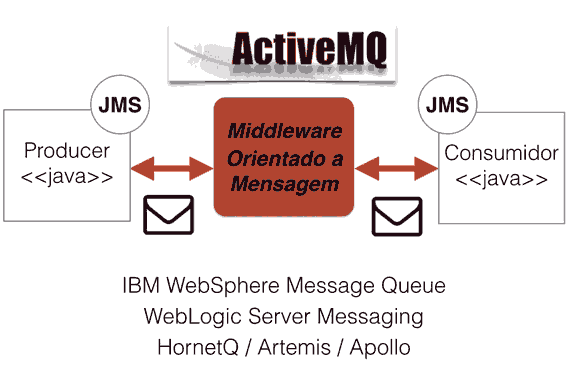 ActiveMQ
JMS
JMS
Producer
<<java>>
Middleware
Orientado a
Mensagem
Consumidor
<<java>>
IBM WebSphere Message Queue
WebLogic Server Messaging
HornetQ / Artemis / Apollo